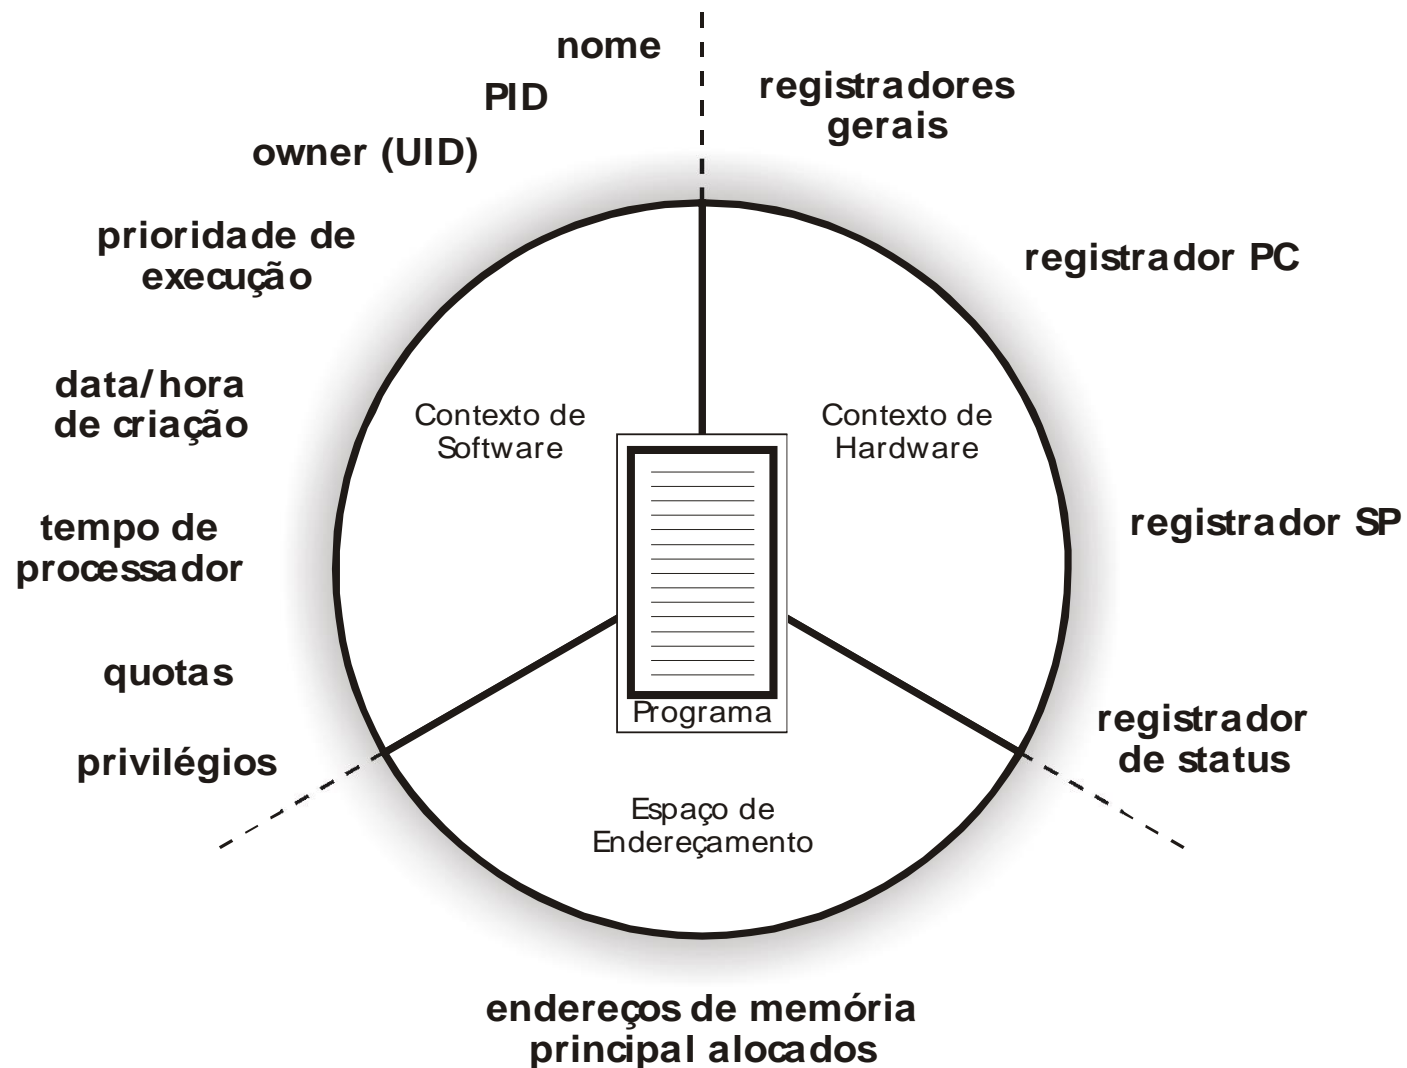 nome
PID
owner (UID)
prioridade de
execução
data/hora
de criação
tempo de
processador
quotas
privilégios
registradores
gerais
registrador PC
registrador SP
registrador
de status
Contexto de
Software
Contexto de
Hardware
Programa
Espaço de
Endereçamento
endereços de memória
principal alocados